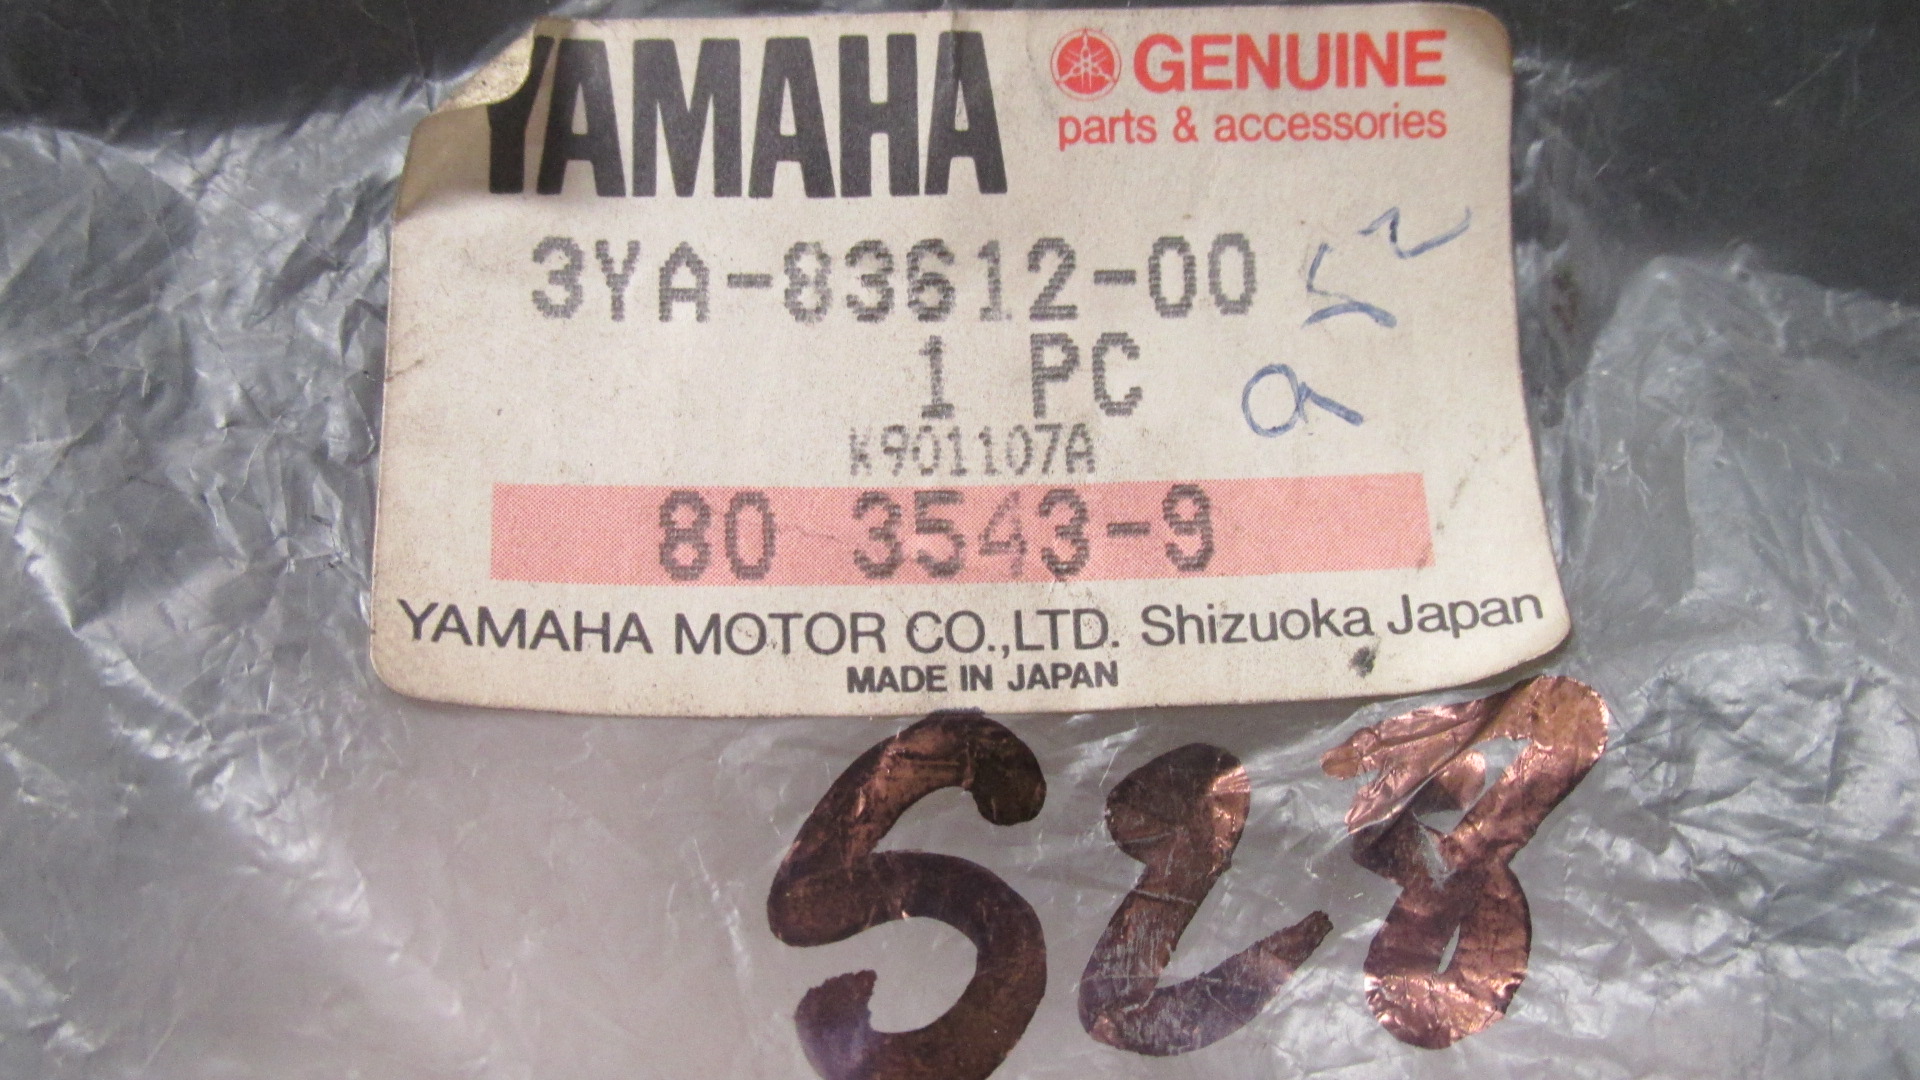 YAMAHA GENUINE
parts & accessories
3YA-83612-00
1 PC
K901107A
80 3543-9
YAMAHA MOTOR CO.,LTD. Shizuoka Japan
MADE IN JAPAN
952
528